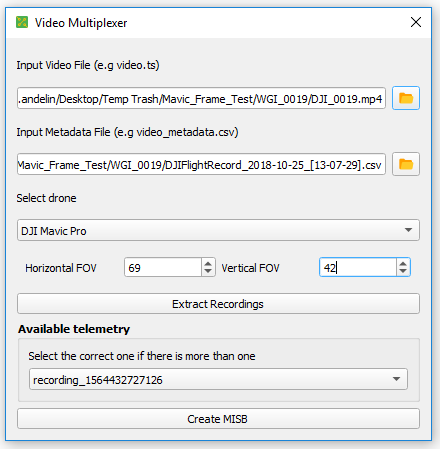 Video Multiplexer
Input Video File (e.g video.ts)
.andelin/Desktop/Temp Trash/Mavic_Frame_Test/WGI_0019/DJI_0019.mp4
Input Metadata File (e.g video_metadata.csv)
Mavic_Frame_Test/WGI_0019/DJIFlightRecord_2018-10-25_[13-07-29].csv
Select drone
DJI Mavic Pro
Horizontal FOV 69 Vertical FOV 42
Extract Recordings
Available telemetry
Select the correct one if there is more than one
recording_1564432727126
Create MISB